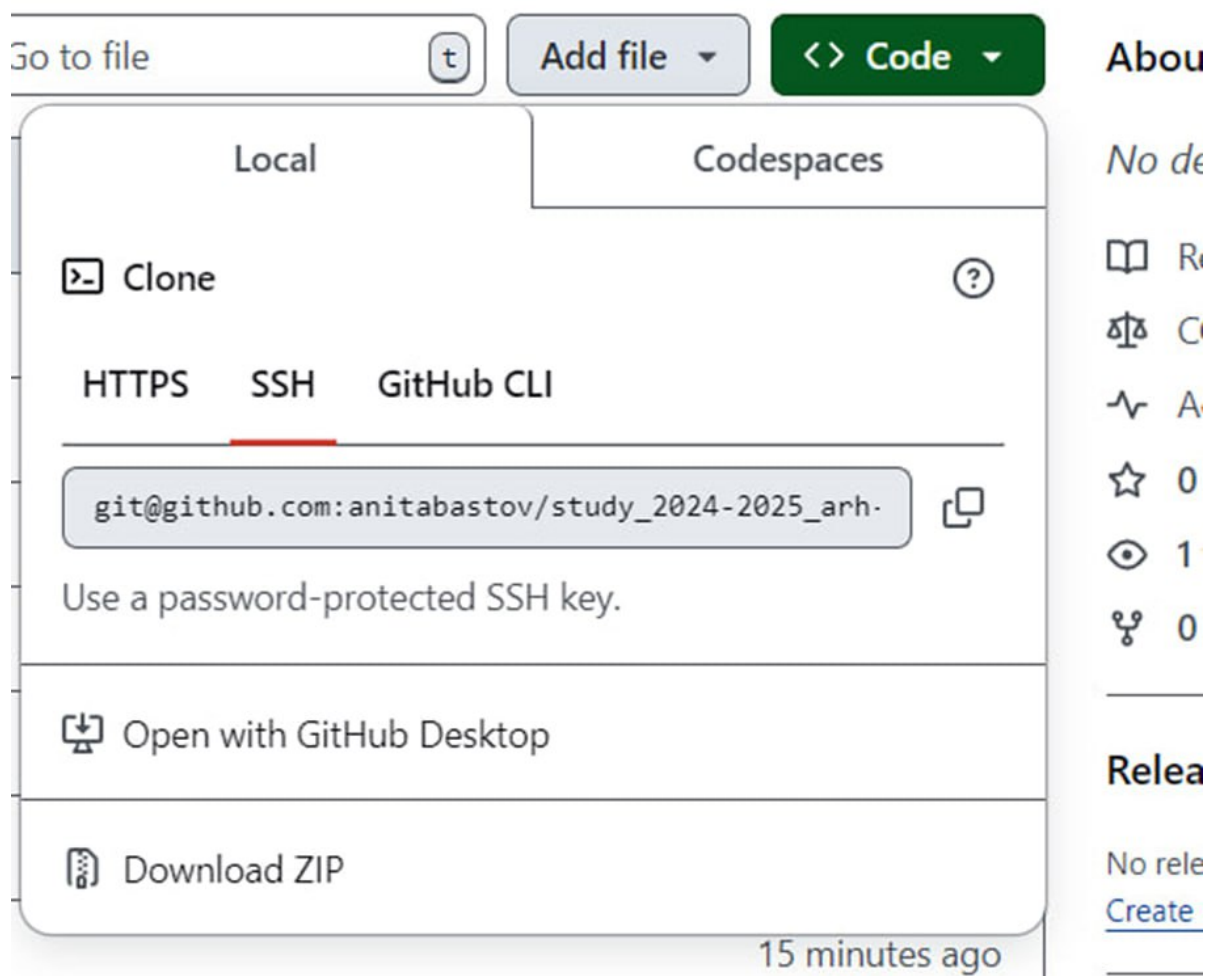 Go to file
t
Add file
Code
Local
Codespaces
Clone
HTTPS SSH GitHub CLI
git@github.com:anitabastov/study_2024-2025_arh-
Use a password-protected SSH key.
Open with GitHub Desktop
Download ZIP
15 minutes ago
Abou
No de
0
1
0
Relea
No rele
Create